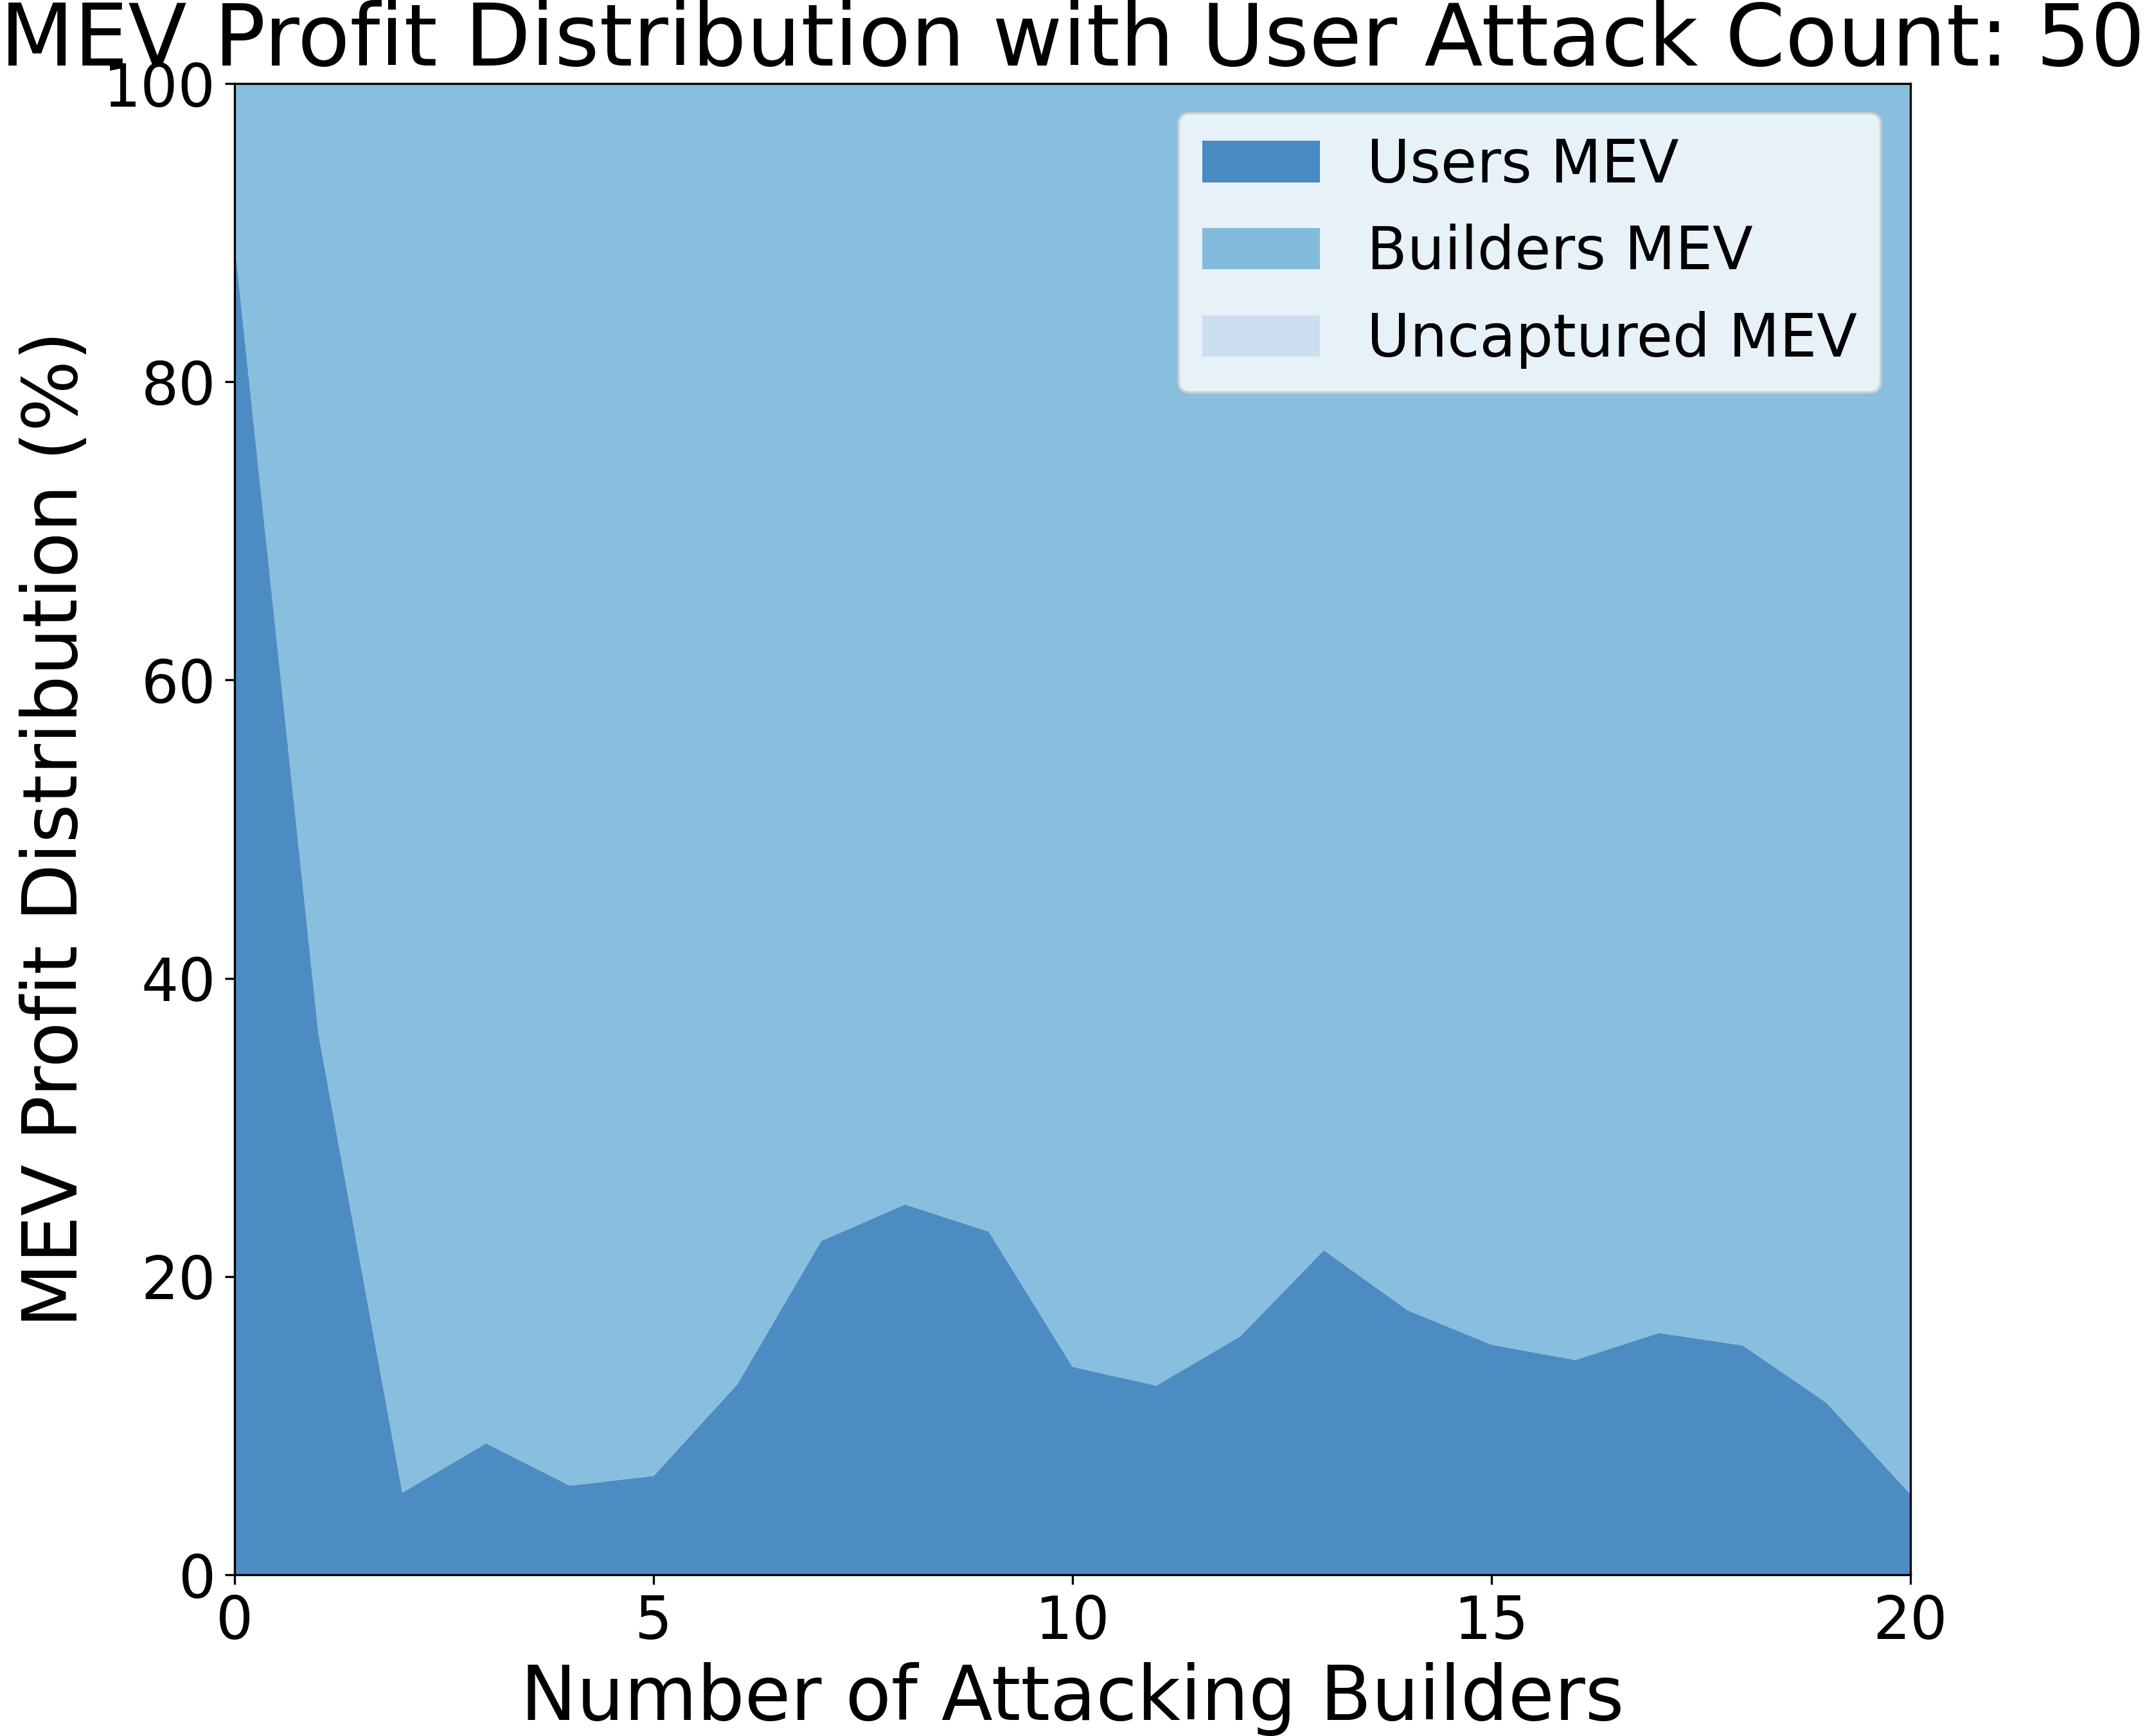 MEV Profit Distribution with User Attack Count: 50
Users MEV
Builders MEV
Uncaptured MEV
MEV Profit Distribution (%)
100
80
60
40
20
0
0 5 10 15 20
Number of Attacking Builders